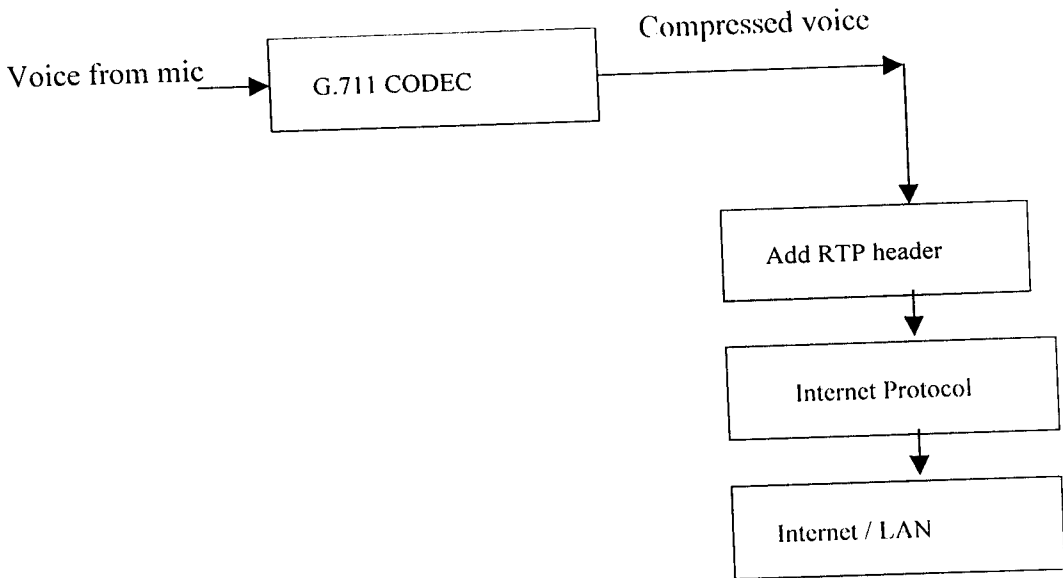 Compressed voice
Voice from mic
G.711 CODEC
Add RTP header
Internet Protocol
Internet / LAN